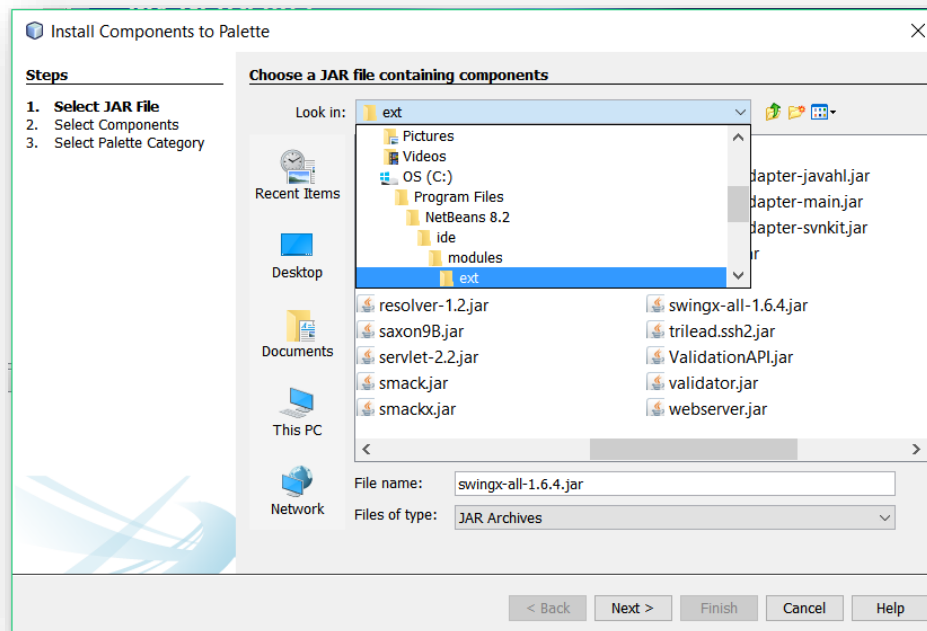 Install Components to Palette
Steps
1. Select JAR File
2. Select Components
3. Select Palette Category
Choose a JAR file containing components
Look in: ext
Pictures
Videos
OS (C:)
Program Files
NetBeans 8.2
ide
modules
ext
Recent Items
Desktop
Documents
This PC
Network
dapter-javahl.jar
dapter-main.jar
dapter-svnkit.jar
resolver-1.2.jar
saxon9B.jar
servlet-2.2.jar
smack.jar
smackx.jar
swingx-all-1.6.4.jar
trilead.ssh2.jar
ValidationAPI.jar
validator.jar
webserver.jar
File name: swingx-all-1.6.4.jar
Files of type: JAR Archives
< Back Next > Finish Cancel Help